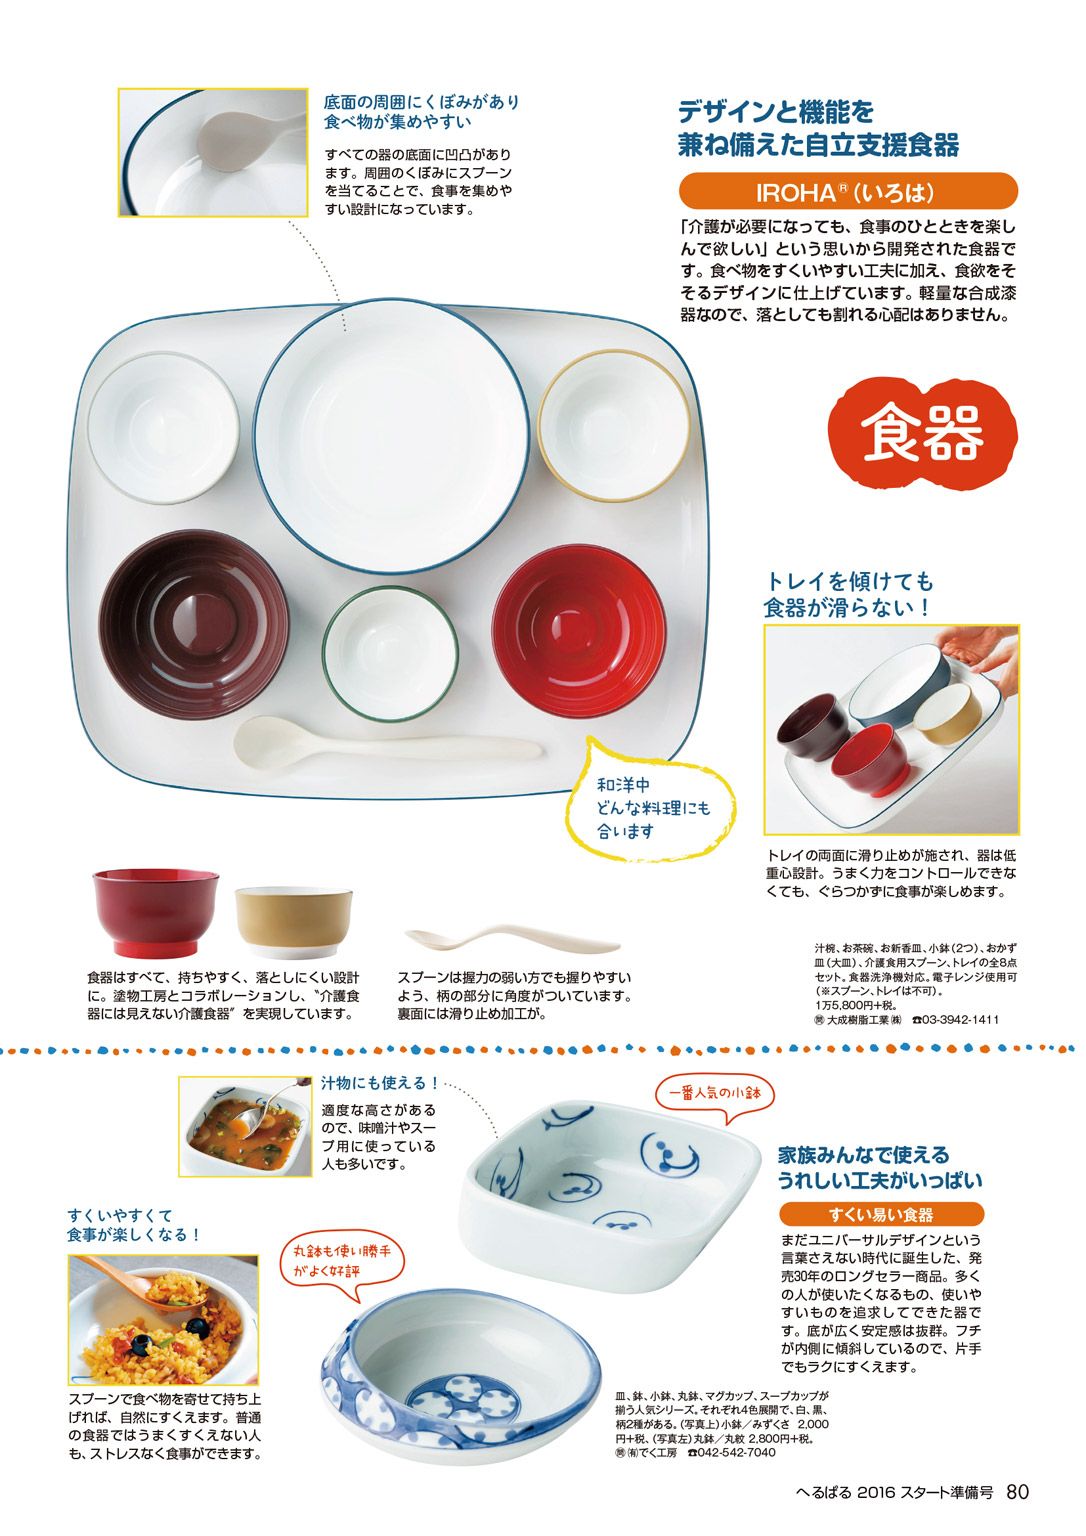 底面の周囲にくぼみがあり
食べ物が集めやすい
すべての器の底面に凹凸があり
ます。周囲のくぼみにスプーン
を当てることで、食事を集めや
すい設計になっています。
デザインと機能を
兼ね備えた自立支援食器
IROHA®(いろは)
「介護が必要になっても、食事のひとときを楽し
んで欲しい」という思いから開発された食器で
す。食べ物をすくいやすい工夫に加え、食欲をそ
そるデザインに仕上げています。軽量な合成漆
器なので、落としても割れる心配はありません。
食器
トレイを傾けても
食器が滑らない！
和洋中
どんな料理にも
合います
トレイの両面に滑り止めが施され、器は低
重心設計。うまく力をコントロールできな
くても、ぐらつかずに食事が楽しめます。
食器はすべて、持ちやすく、落としにくい設計
に。塗物工房とコラボレーションし、〝介護食
器には見えない介護食器〟を実現しています。
スプーンは握力の弱い方でも握りやすい
よう、柄の部分に角度がついています。
裏面には滑り止め加工が。
汁椀、お茶碗、お新香皿、小鉢(2つ)、おかず
皿(大皿)、介護食用スプーン、トレイの全8点
セット。食器洗浄機対応。電子レンジ使用可
(※スプーン、トレイは不可)。
1万5,800円+税。
㉄大成樹脂工業㈱ ☎03-3942-1411
汁物にも使える！
適度な高さがある
ので、味噌汁やスー
プ用に使っている
人も多いです。
一番人気の小鉢
家族みんなで使える
うれしい工夫がいっぱい
すくい易い食器
まだユニバーサルデザインという
言葉さえない時代に誕生した、発
売30年のロングセラー商品。多く
の人が使いたくなるもの、使いや
すいものを追求してできた器で
す。底が広く安定感は抜群。フチ
が内側に傾斜しているので、片手
でもラクにすくえます。
すくいやすくて
食事が楽しくなる！
丸鉢も使い勝手
がよく好評
スプーンで食べ物を寄せて持ち上
げれば、自然にすくえます。普通
の食器ではうまくすくえない人
も、ストレスなく食事ができます。
皿、鉢、小鉢、丸鉢、マグカップ、スープカップが
揃う人気シリーズ。それぞれ4色展開で、白、黒、
柄2種がある。(写真上)小鉢／みずくさ 2,000
円+税、(写真左)丸鉢／丸紋 2,800円+税。
㉄㈲でく工房 ☎042-542-7040
へるぱる 2016 スタート準備号 80